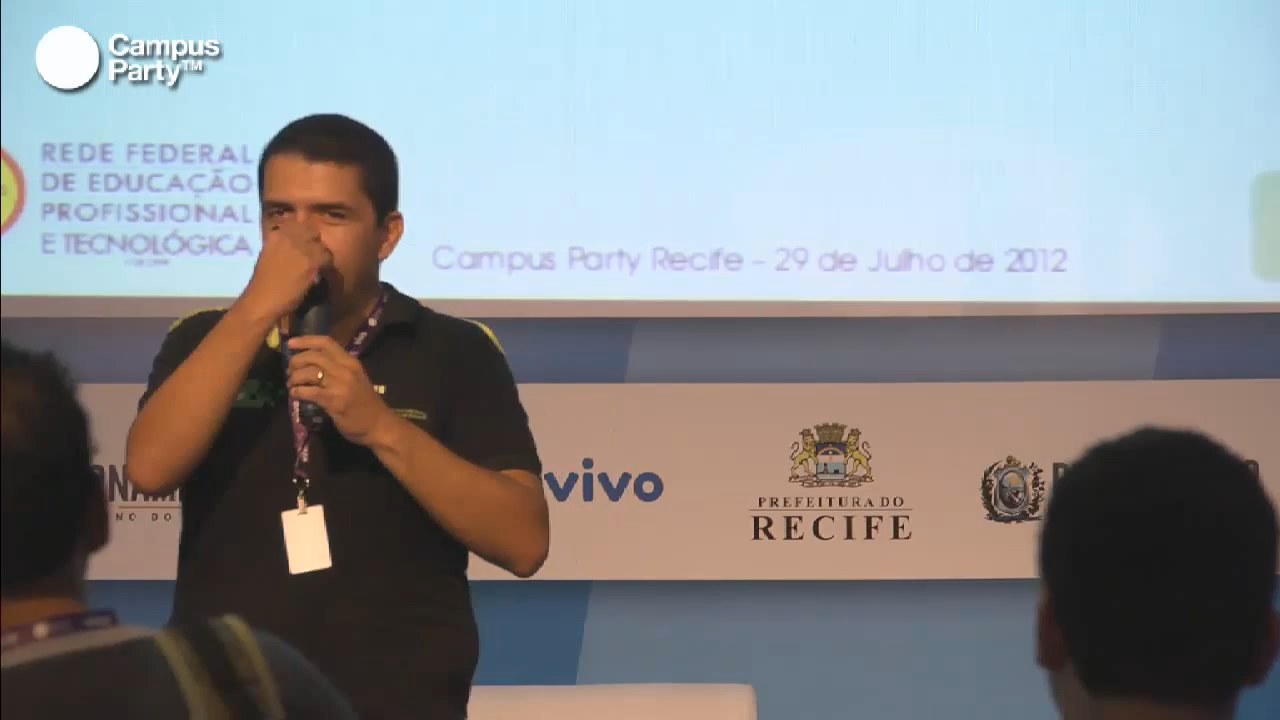 Campus
Party™
REDE FEDERAL
DE EDUCAÇÃO
PROFISSIONAL
E TECNOLÓGICA
Campus Party Recife - 29 de Julho de 2012
vivo
PREFEITURA DO
RECIFE